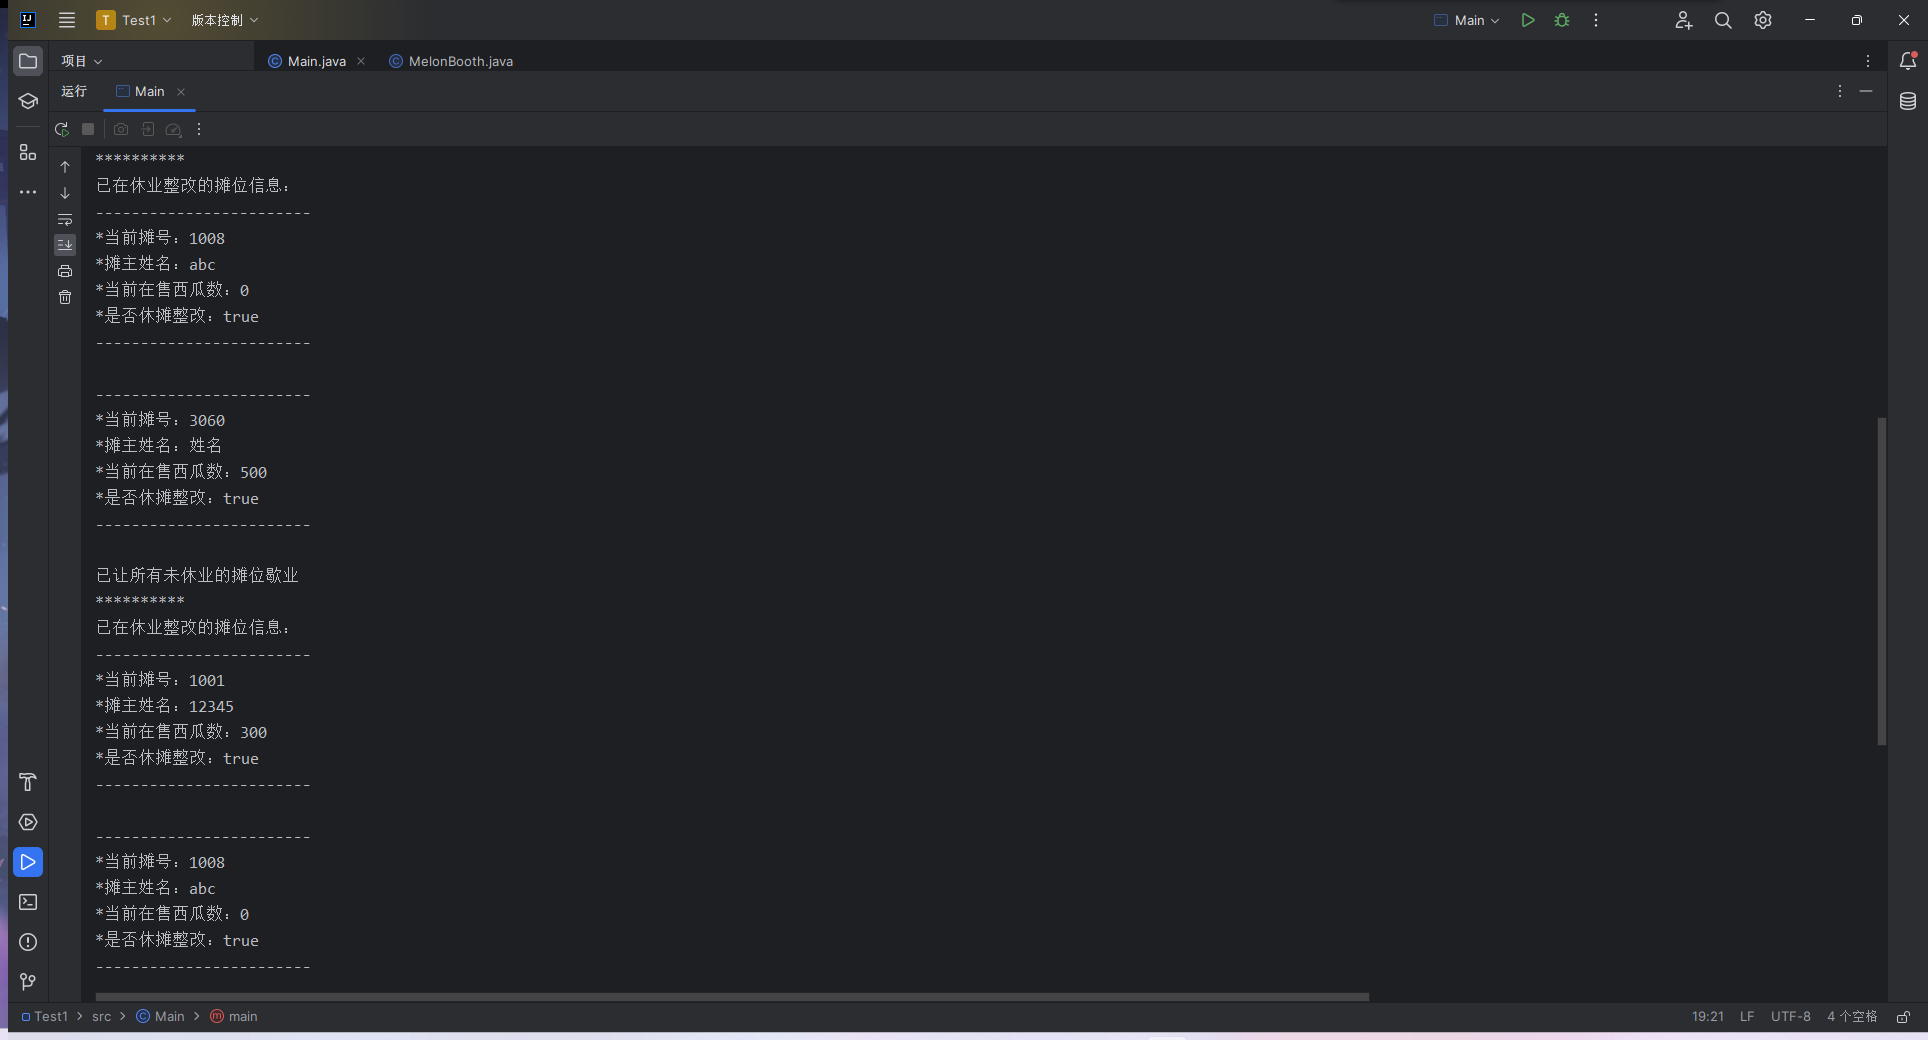 T Test1 版本控制 Main
项目 Main.java MelonBooth.java
运行 Main
**********
已在休业整改的摊位信息：
------------------------
*当前摊号：1008
*摊主姓名：abc
*当前在售西瓜数：0
*是否休摊整改：true
------------------------
------------------------
*当前摊号：3060
*摊主姓名：姓名
*当前在售西瓜数：500
*是否休摊整改：true
------------------------
已让所有未休业的摊位歇业
**********
已在休业整改的摊位信息：
------------------------
*当前摊号：1001
*摊主姓名：12345
*当前在售西瓜数：300
*是否休摊整改：true
------------------------
------------------------
*当前摊号：1008
*摊主姓名：abc
*当前在售西瓜数：0
*是否休摊整改：true
------------------------
Test1 > src > Main > main 19:21 LF UTF-8 4 个空格